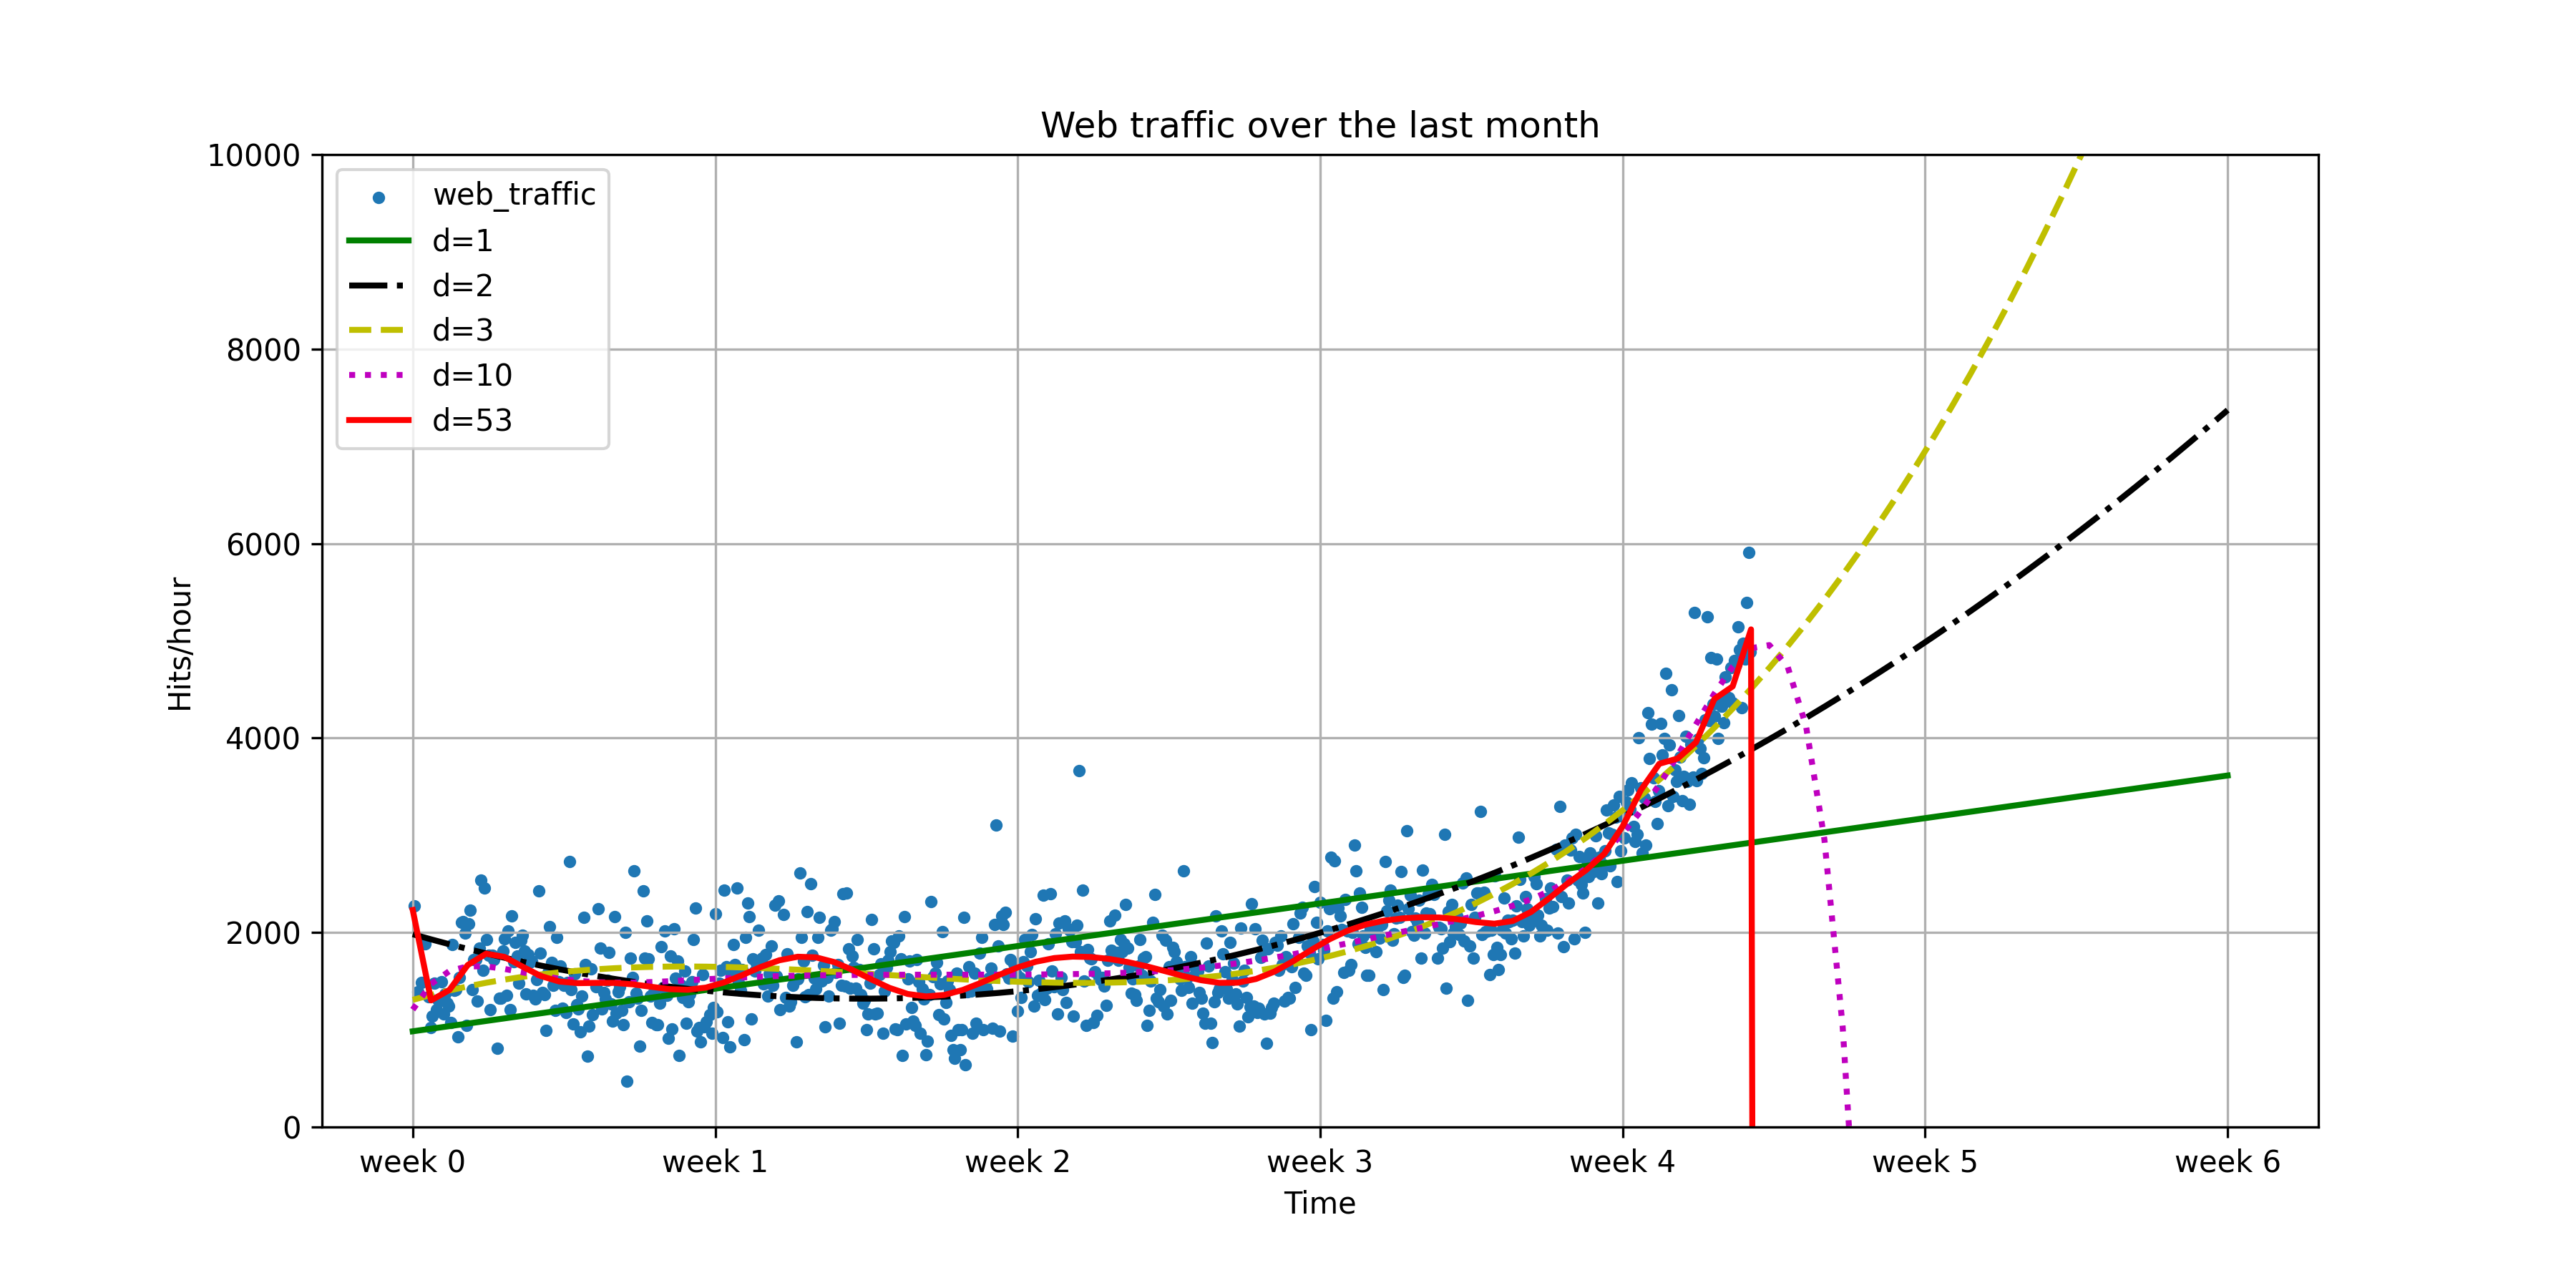 Web traffic over the last month
10000
8000
6000
4000
2000
0
Hits/hour
web_traffic
d=1
d=2
d=3
d=10
d=53
week 0
week 1
week 2
week 3
week 4
week 5
week 6
Time